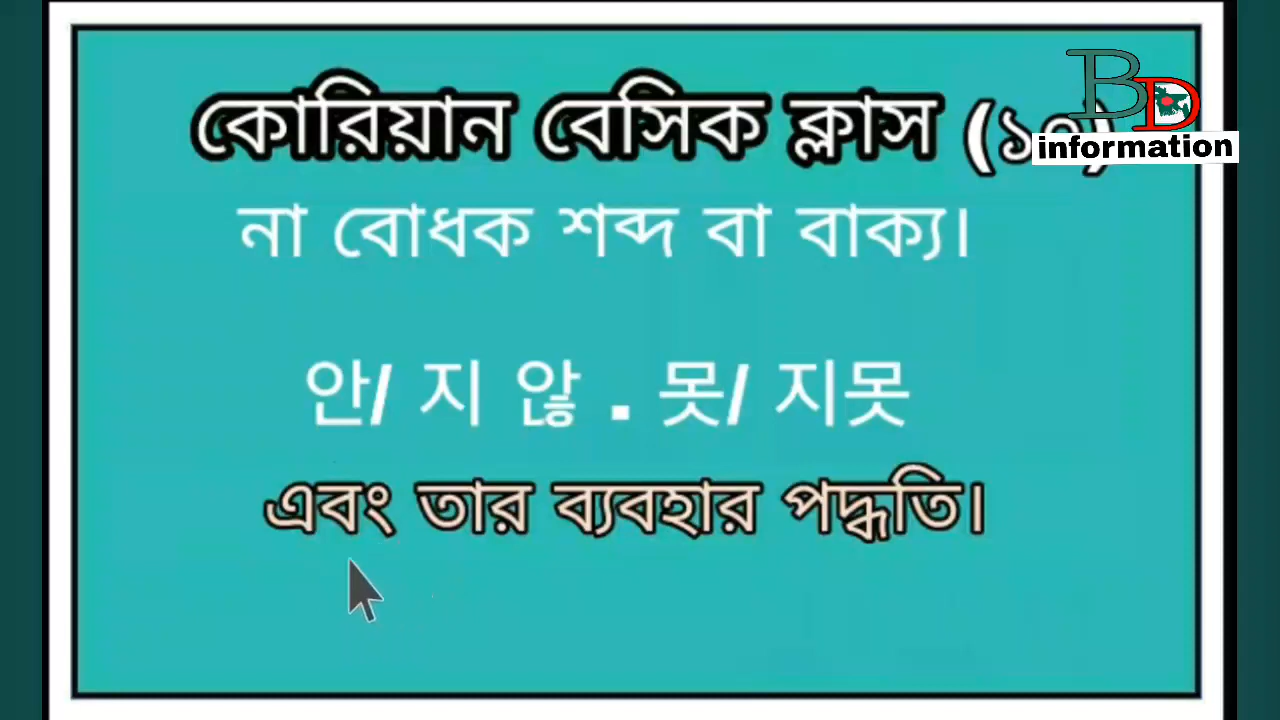 কোরিয়ান বেসিক ক্লাস
BD
information
না বোধক শব্দ বা বাক্য।
안/ 지 않 . 못/ 지못
এবং তার ব্যবহার পদ্ধতি।